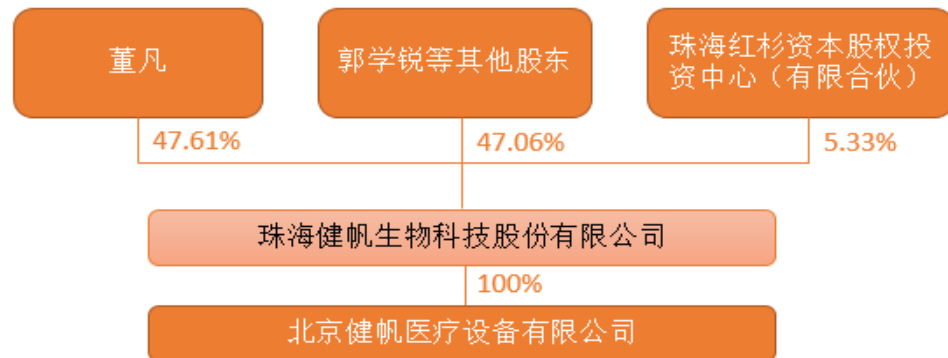 董凡
郭学锐等其他股东
珠海红杉资本股权投
资中心（有限合伙）
47.61%
47.06%
5.33%
珠海健帆生物科技股份有限公司
100%
北京健帆医疗设备有限公司